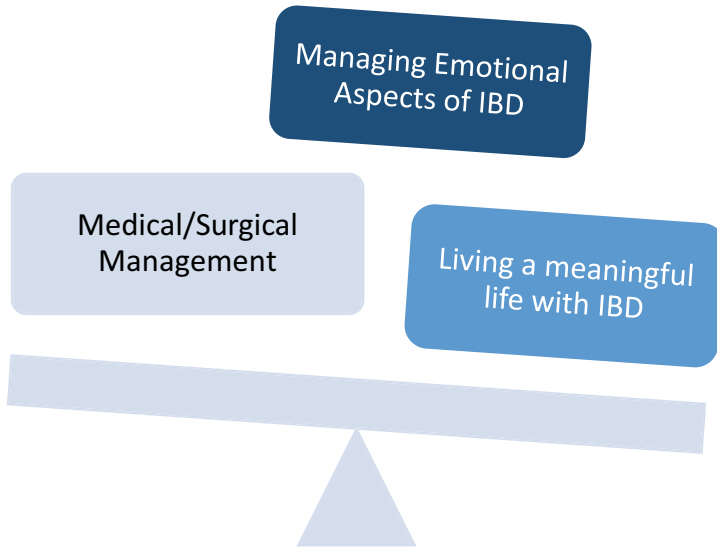 Managing Emotional
Aspects of IBD
Medical/Surgical
Management
Living a meaningful
life with IBD